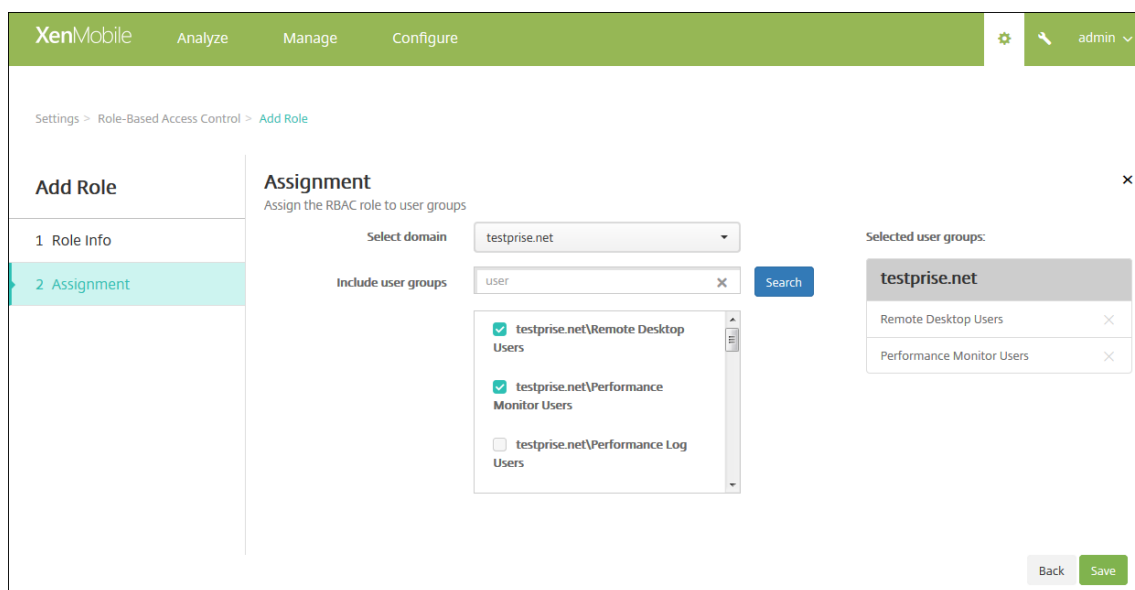 XenMobile Analyze Manage Configure admin
Settings > Role-Based Access Control > Add Role
Add Role
1 Role Info
2 Assignment
Assignment
Assign the RBAC role to user groups
Select domain testprise.net
Include user groups user Search
testprise.net\Remote Desktop
Users
testprise.net\Performance
Monitor Users
testprise.net\Performance Log
Users
Selected user groups:
testprise.net
Remote Desktop Users
Performance Monitor Users
Back Save